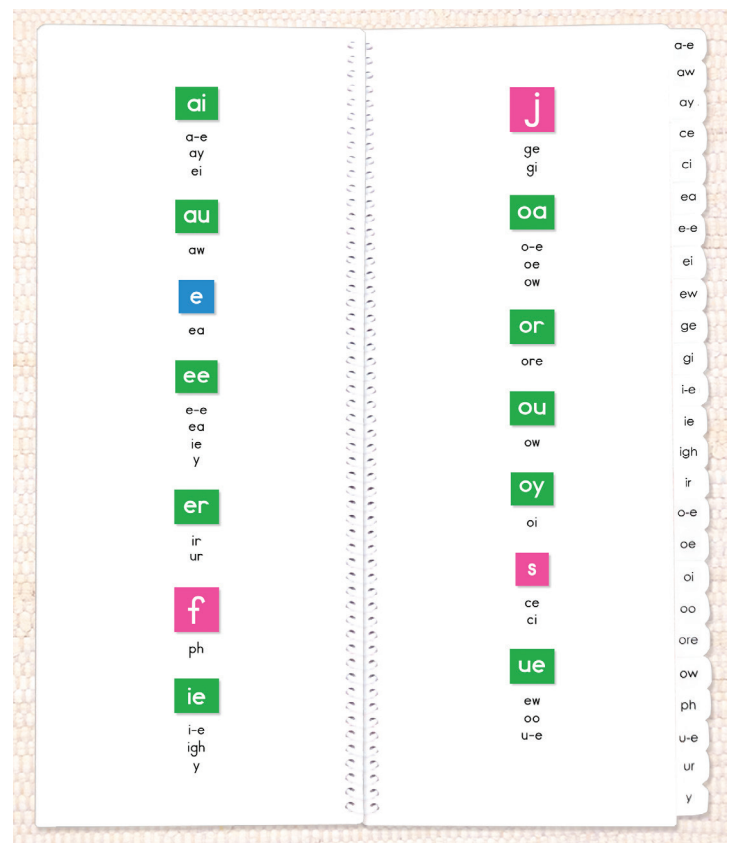 ai
a-e
ay
ei
au
aw
e
ea
ee
e-e
ea
ie
y
er
ir
ur
f
ph
ie
i-e
igh
y
j
ge
gi
oa
o-e
oe
ow
or
ore
ou
ow
oy
oi
s
ce
ci
ue
ew
oo
u-e
a-e
aw
ay
ce
ci
ea
e-e
ei
ew
ge
gi
i-e
ie
igh
ir
o-e
oe
oi
oo
ore
ow
ph
u-e
ur
y